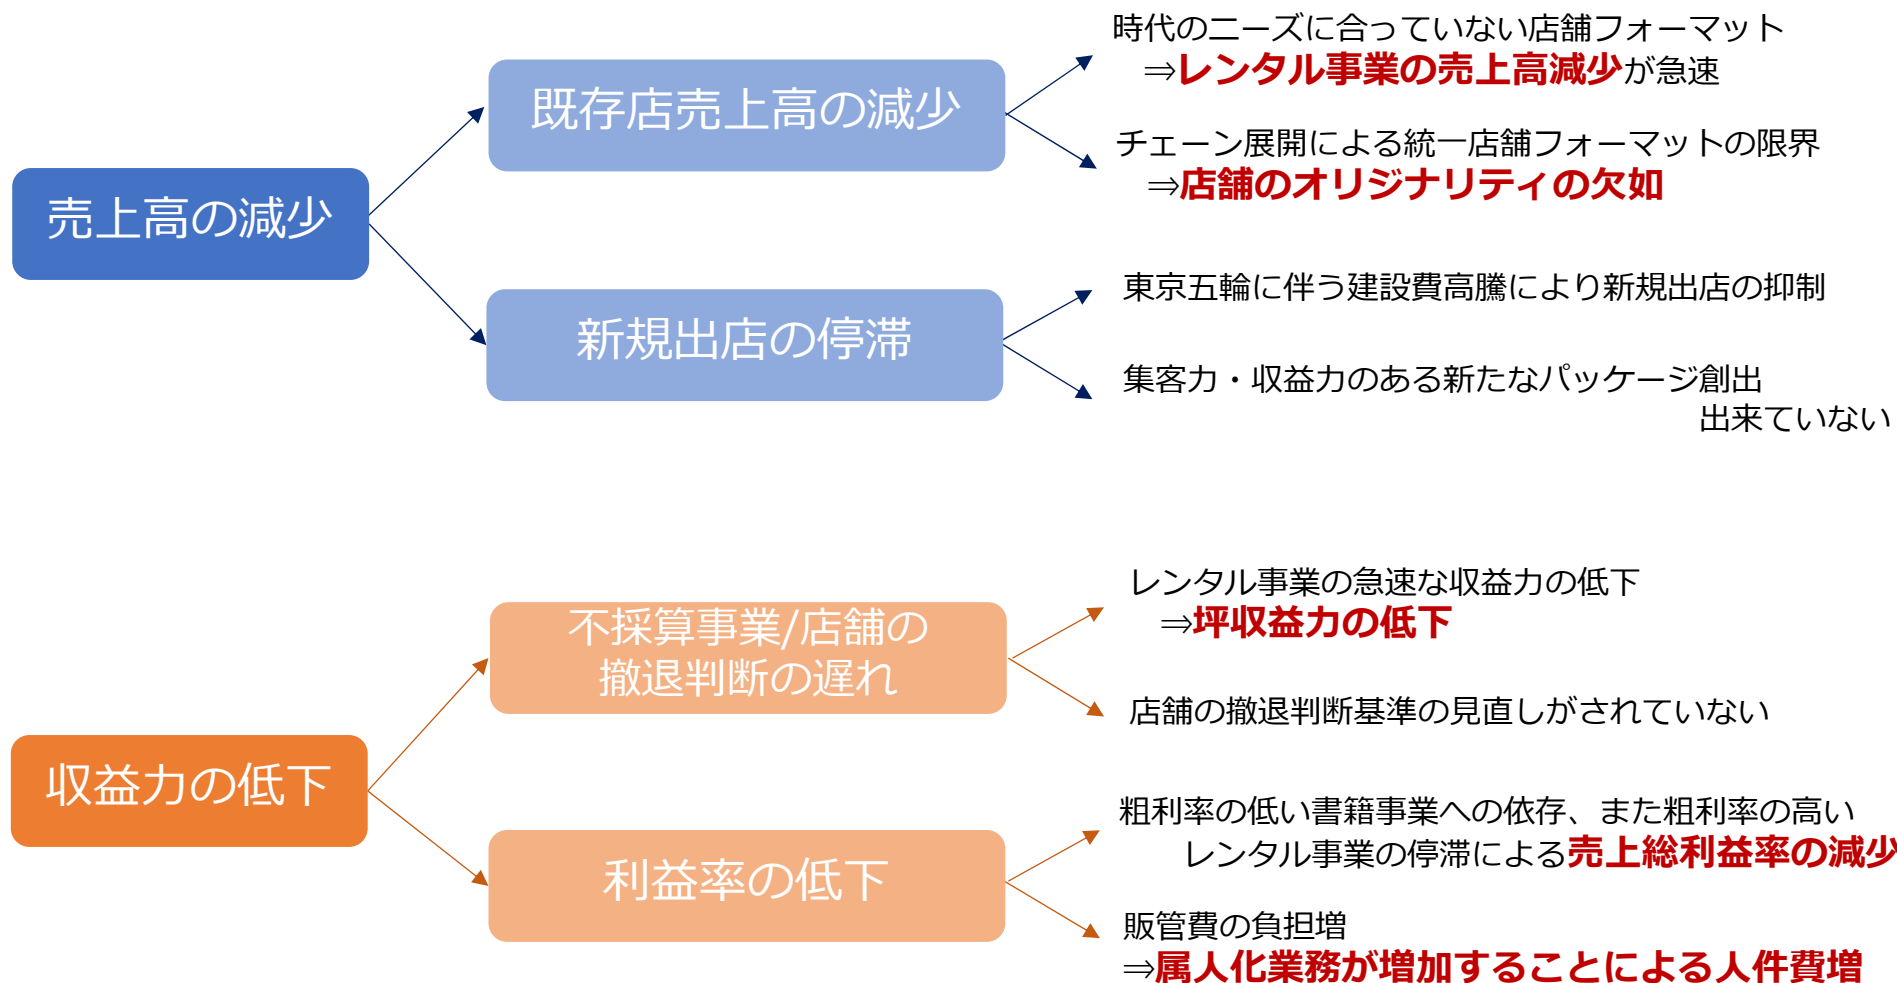 売上高の減少
既存店売上高の減少
時代のニーズに合っていない店舗フォーマット
⇒レンタル事業の売上高減少が急速
チェーン展開による統一店舗フォーマットの限界
⇒店舗のオリジナリティの欠如
新規出店の停滞
東京五輪に伴う建設費高騰により新規出店の抑制
集客力・収益力のある新たなパッケージ創出
出来ていない
収益力の低下
不採算事業/店舗の
撤退判断の遅れ
レンタル事業の急速な収益力の低下
⇒坪収益力の低下
店舗の撤退判断基準の見直しがされていない
利益率の低下
粗利率の低い書籍事業への依存、また粗利率の高い
レンタル事業の停滞による売上総利益率の減少
販管費の負担増
⇒属人化業務が増加することによる人件費増